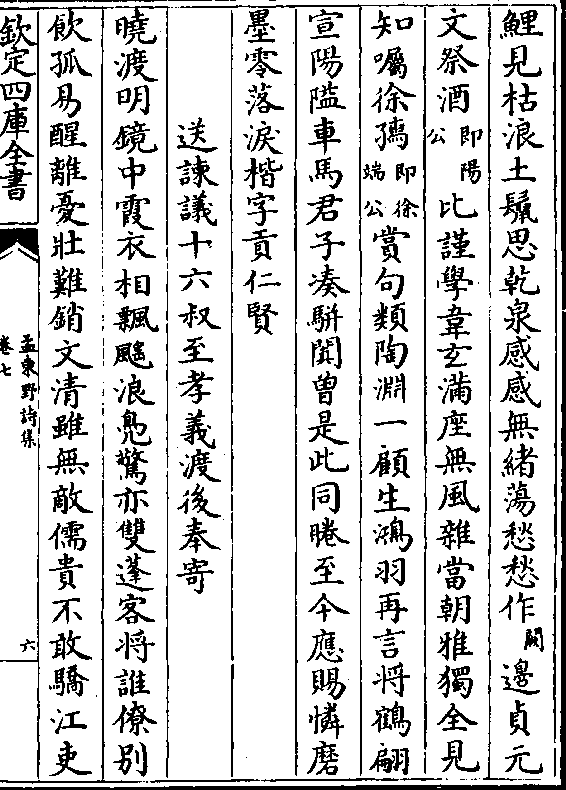 鯉見枯浪土鬣思乾泉感感無緒蕩愁愁作闕邊貞元
文祭酒即陽公比謹學韋玄滿座無風雜當朝雅獨全見
知囑徐孺即徐端公賞句類陶淵一顧生鴻羽再言將鶴翩
宣陽隘車馬君子湊駢闐曾是此同眷至今應賜憐磨
墨零落淚楷字貢仁賢
送諫議十六叔至孝義渡後奉寄
曉渡明鏡中霞衣相飄颻浪鳧驚亦雙蓬客將誰僚別
飲孤易醒離憂壯難銷文清雖無敵儒貴不敢驕江吏
欽定四庫全書
孟東野詩集
卷七
六